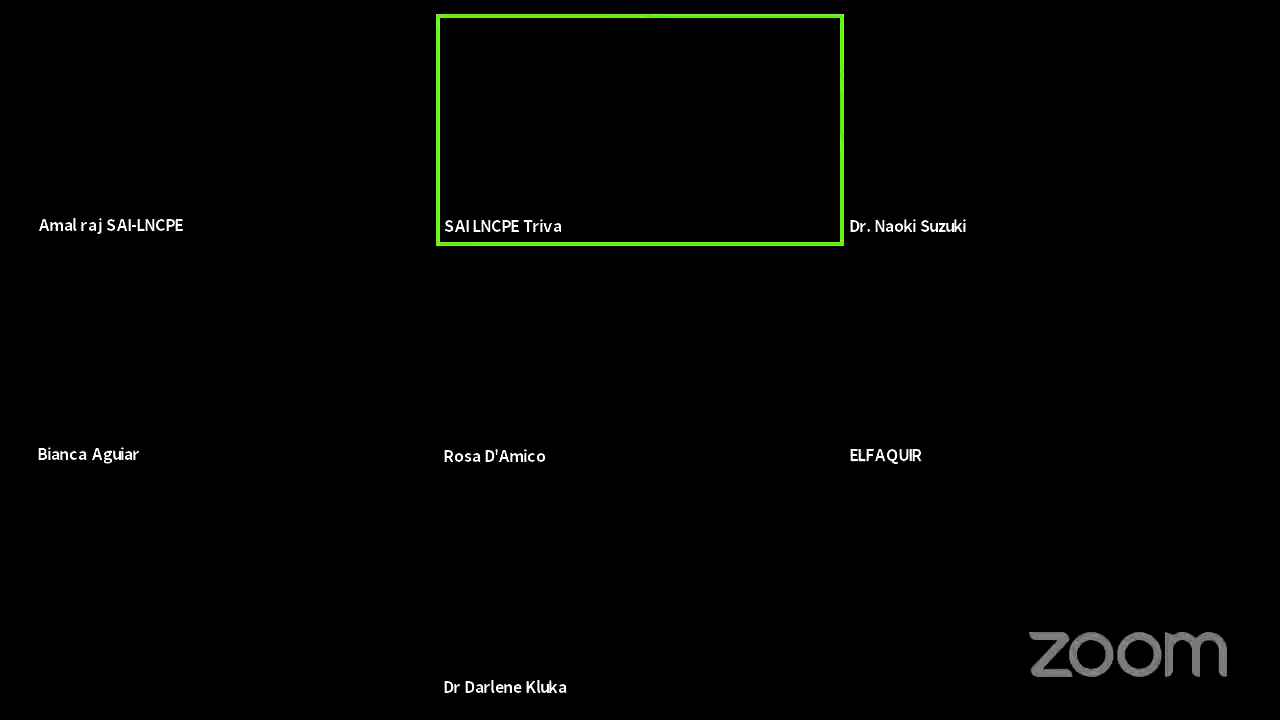 Amal raj SAI-LNCPE
SAI LNCPE Triva
Dr. Naoki Suzuki
Bianca Aguiar
Rosa D'Amico
ELFAQUIR
Dr Darlene Kluka
zoom